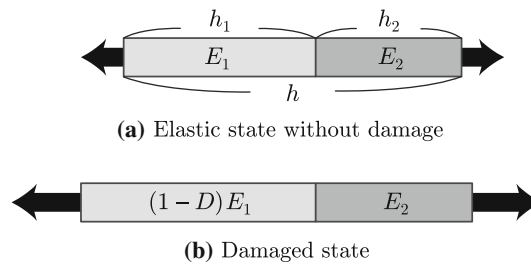 h₁ h₂
E₁ E₂
h
(a) Elastic state without damage
(1 − D)E₁ E₂
(b) Damaged state